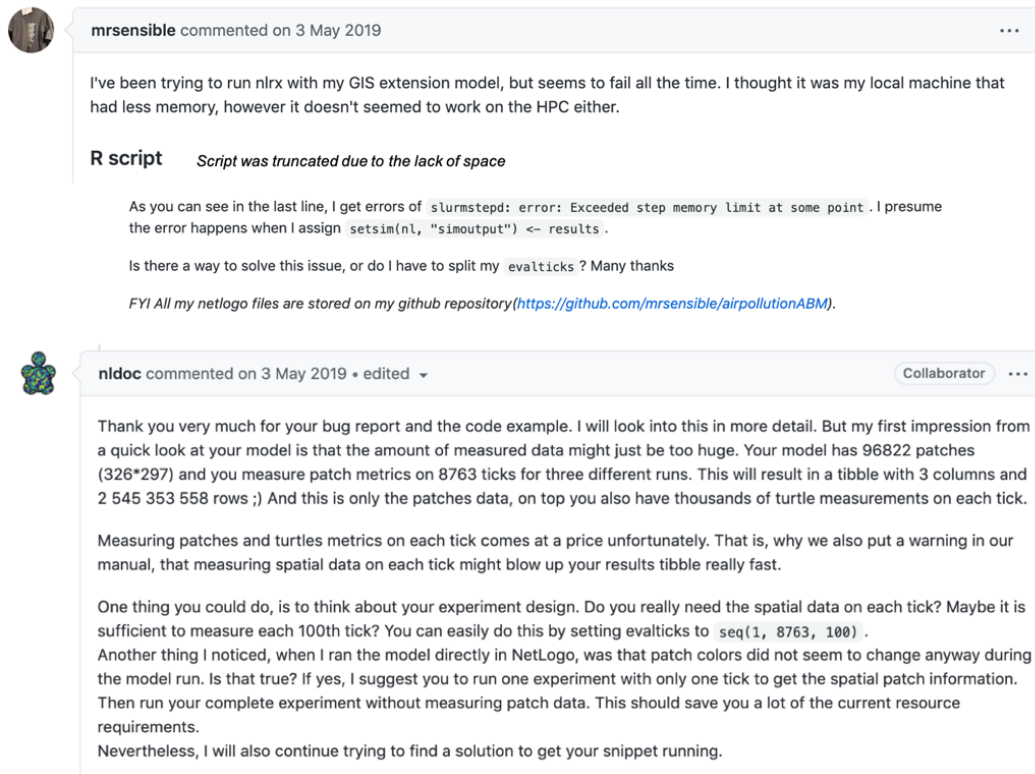 mrsensible commented on 3 May 2019
I've been trying to run nlrx with my GIS extension model, but seems to fail all the time. I thought it was my local machine that
had less memory, however it doesn't seemed to work on the HPC either.
R script Script was truncated due to the lack of space
As you can see in the last line, I get errors of slurmstepd: error: Exceeded step memory limit at some point . I presume
the error happens when I assign setsim(nl, "simoutput") <- results .
Is there a way to solve this issue, or do I have to split my evalticks ? Many thanks
FYI All my netlogo files are stored on my github repository(https://github.com/mrsensible/airpollutionABM).
nldoc commented on 3 May 2019 • edited Collaborator
Thank you very much for your bug report and the code example. I will look into this in more detail. But my first impression from
a quick look at your model is that the amount of measured data might just be too huge. Your model has 96822 patches
(326*297) and you measure patch metrics on 8763 ticks for three different runs. This will result in a tibble with 3 columns and
2 545 353 558 rows ;) And this is only the patches data, on top you also have thousands of turtle measurements on each tick.
Measuring patches and turtles metrics on each tick comes at a price unfortunately. That is, why we also put a warning in our
manual, that measuring spatial data on each tick might blow up your results tibble really fast.
One thing you could do, is to think about your experiment design. Do you really need the spatial data on each tick? Maybe it is
sufficient to measure each 100th tick? You can easily do this by setting evalticks to seq(1, 8763, 100) .
Another thing I noticed, when I ran the model directly in NetLogo, was that patch colors did not seem to change anyway during
the model run. Is that true? If yes, I suggest you to run one experiment with only one tick to get the spatial patch information.
Then run your complete experiment without measuring patch data. This should save you a lot of the current resource
requirements.
Nevertheless, I will also continue trying to find a solution to get your snippet running.